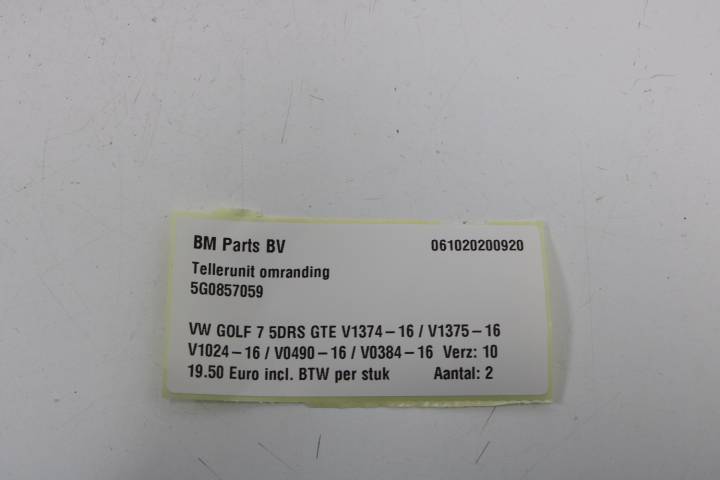 BM Parts BV 061020200920
Tellerunit omranding
5G0857059
VW GOLF 7 5DRS GTE V1374-16 / V1375-16
V1024-16 / V0490-16 / V0384-16 Verz: 10
19.50 Euro incl. BTW per stuk Aantal: 2